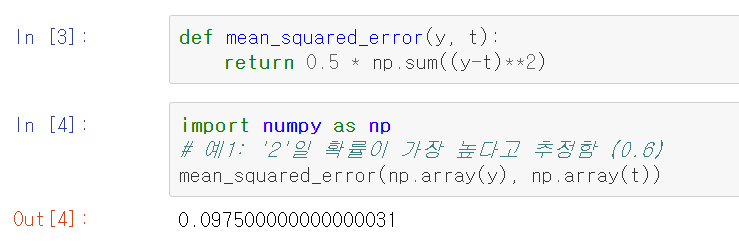 In [3]: def mean_squared_error(y, t):
    return 0.5 * np.sum((y-t)**2)
In [4]: import numpy as np
# 예1: '2'일 확률이 가장 높다고 추정함 (0.6)
mean_squared_error(np.array(y), np.array(t))
Out[4]: 0.097500000000000031